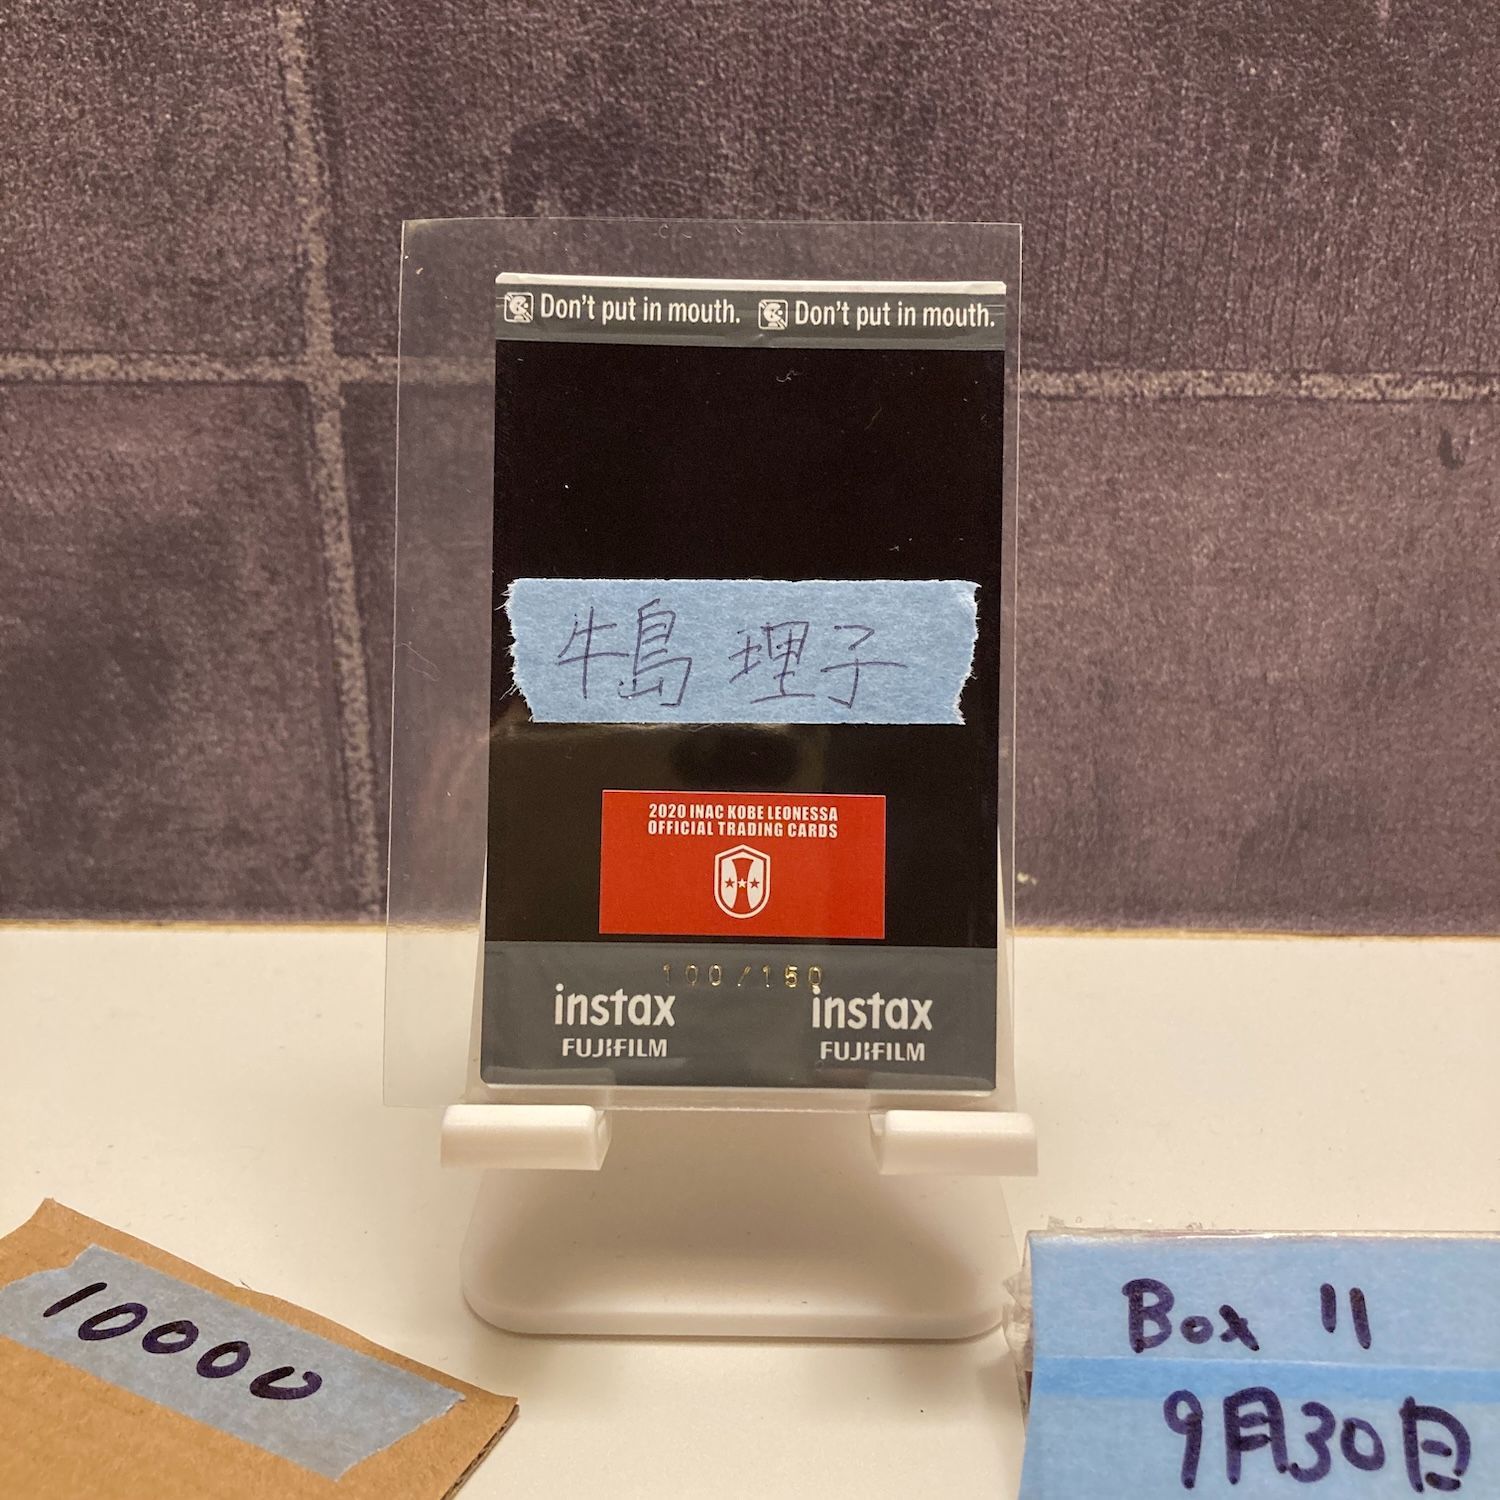 Don't put in mouth. Don't put in mouth.
牛島 理子
2020 INAC KOBE LEONESSA
OFFICIAL TRADING CARDS
100/150
instax instax
FUJIFILM FUJIFILM
10000
Box 11
9月30日